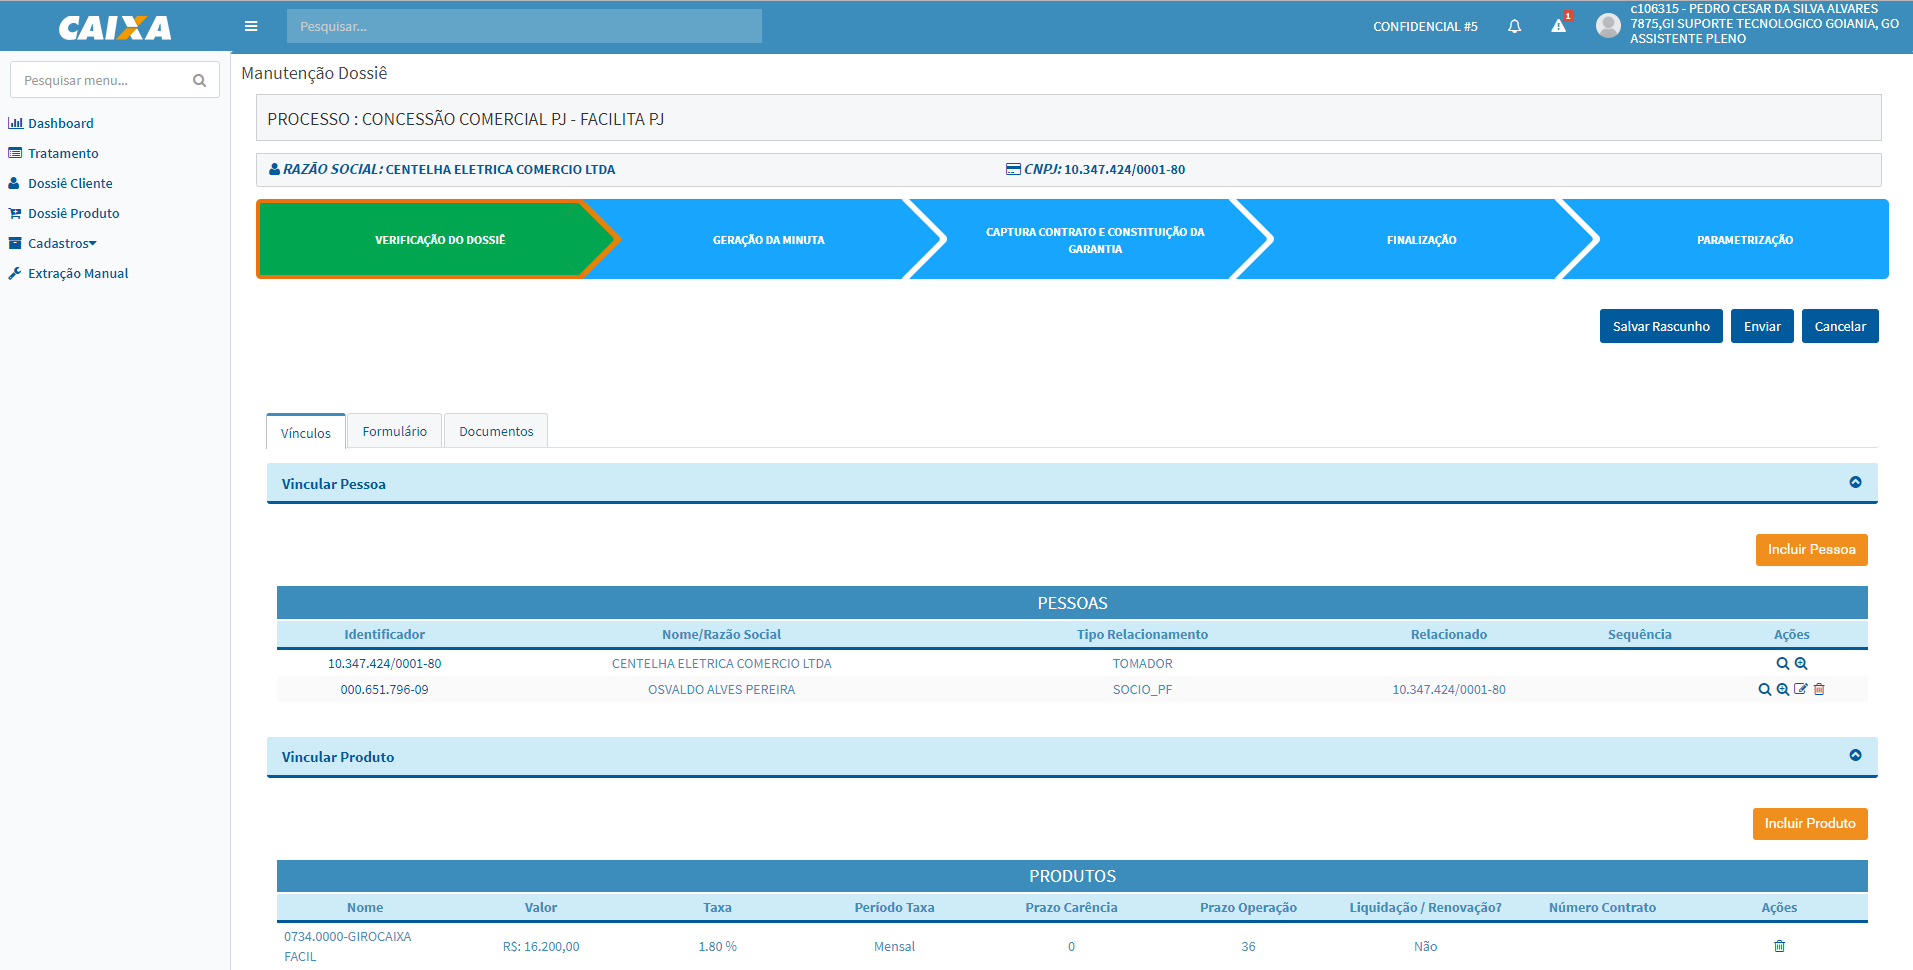 CAIXA
Pesquisar...
CONFIDENCIAL #5
1
c106315 - PEDRO CESAR DA SILVA ALVARES
7875,GI SUPORTE TECNOLOGICO GOIANIA, GO
ASSISTENTE PLENO
Pesquisar menu...
Dashboard
Tratamento
Dossiê Cliente
Dossiê Produto
Cadastros
Extração Manual
Manutenção Dossiê
PROCESSO : CONCESSÃO COMERCIAL PJ - FACILITA PJ
RAZÃO SOCIAL: CENTELHA ELETRICA COMERCIO LTDA CNPJ: 10.347.424/0001-80
VERIFICAÇÃO DO DOSSIÊ
GERAÇÃO DA MINUTA
CAPTURA CONTRATO E CONSTITUIÇÃO DA
GARANTIA
FINALIZAÇÃO
PARAMETRIZAÇÃO
Salvar Rascunho Enviar Cancelar
Vínculos Formulário Documentos
Vincular Pessoa
Incluir Pessoa
PESSOAS
Identificador Nome/Razão Social Tipo Relacionamento Relacionado Sequência Ações
10.347.424/0001-80 CENTELHA ELETRICA COMERCIO LTDA TOMADOR
000.651.796-09 OSVALDO ALVES PEREIRA SOCIO_PF 10.347.424/0001-80
Vincular Produto
Incluir Produto
PRODUTOS
Nome Valor Taxa Período Taxa Prazo Carência Prazo Operação Liquidação / Renovação? Número Contrato Ações
0734.0000-GIROCAIXA
FACIL
R$: 16.200,00 1.80 % Mensal 0 36 Não